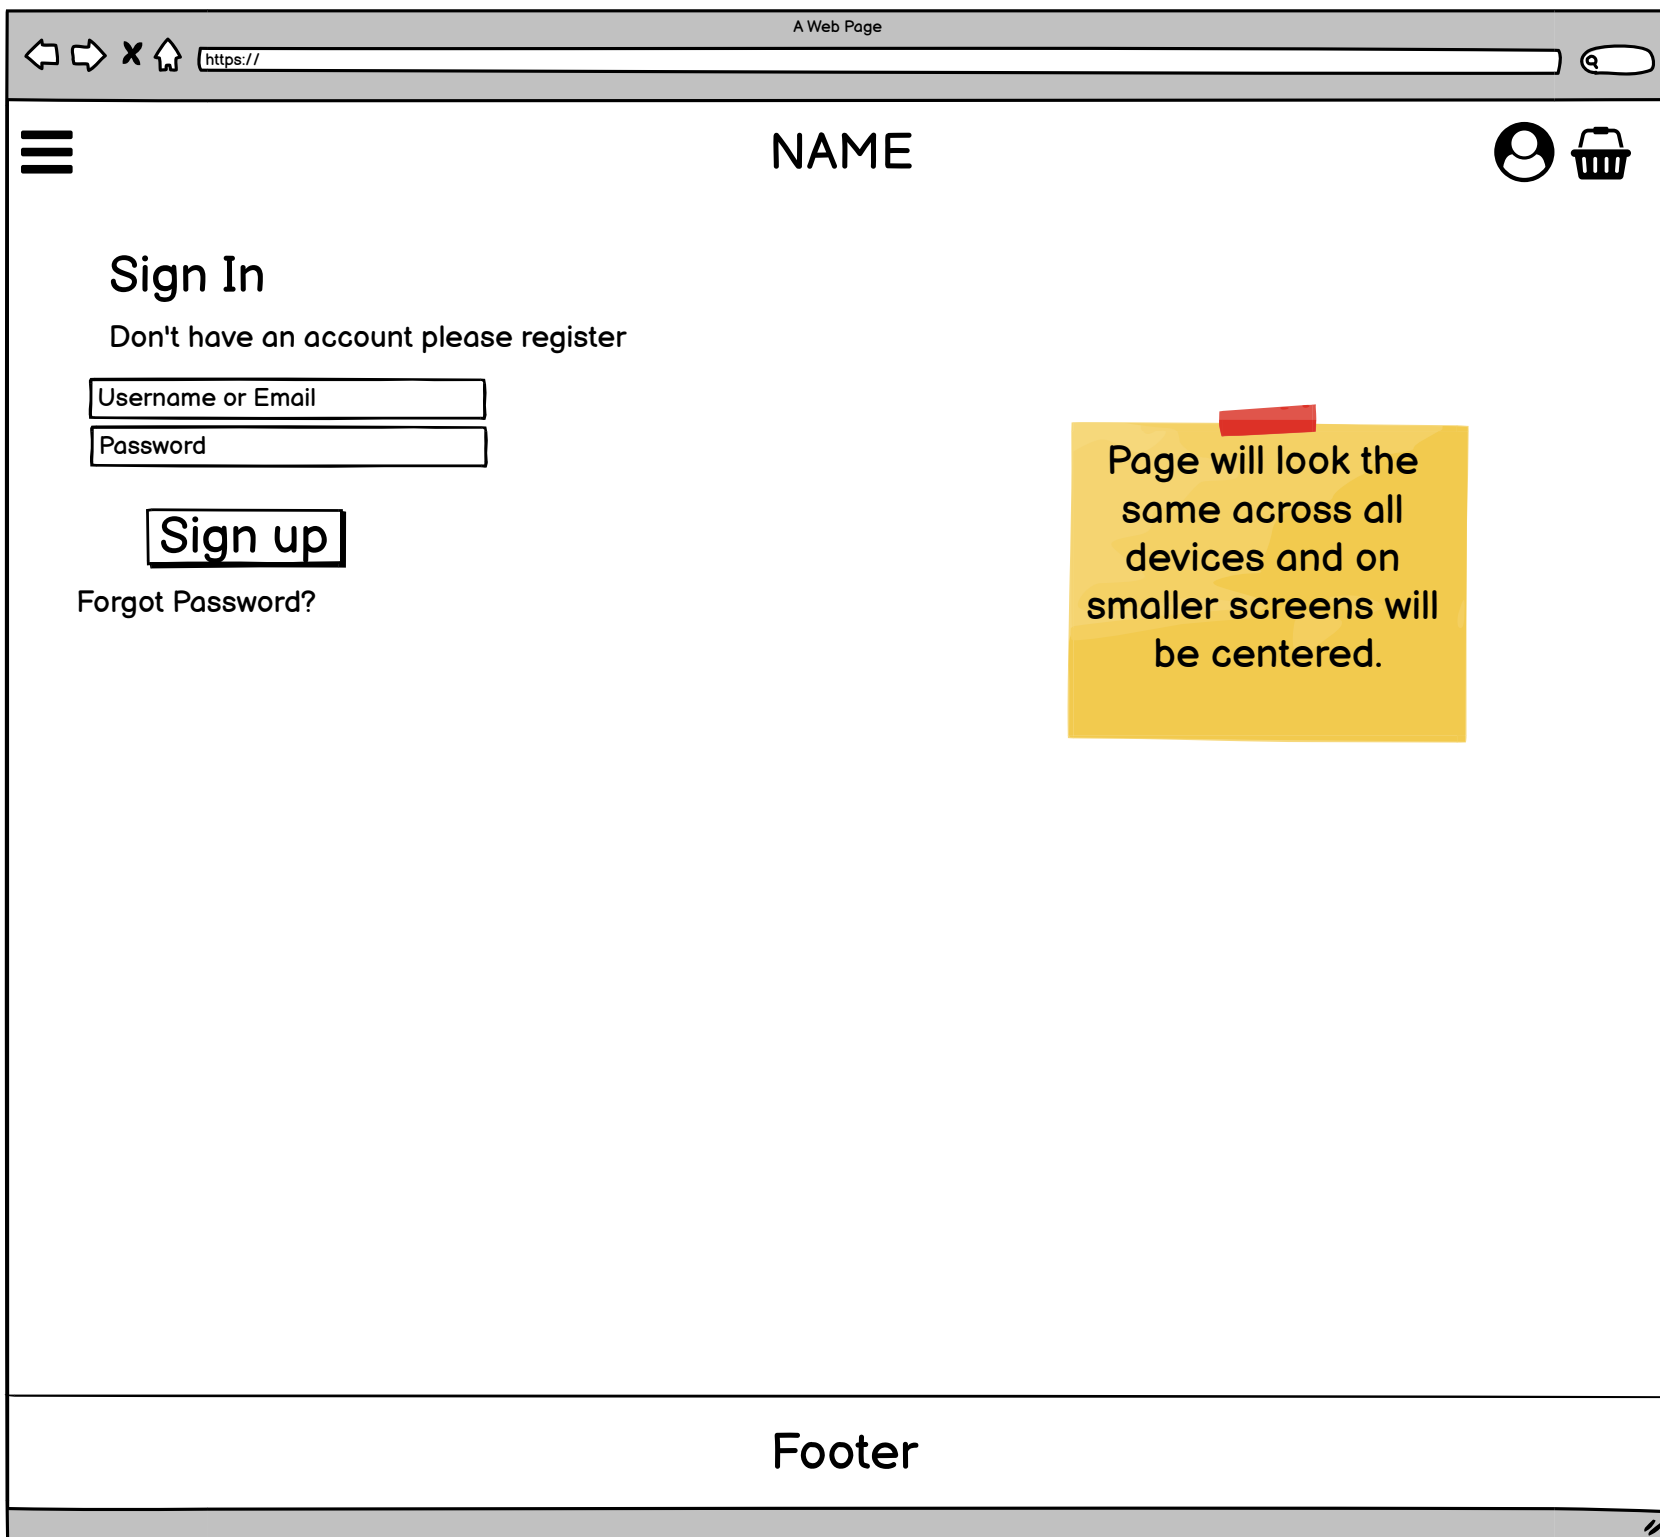 A Web Page
https://
NAME
Sign In
Don't have an account please register
Username or Email
Password
Sign up
Forgot Password?
Page will look the
same across all
devices and on
smaller screens will
be centered.
Footer